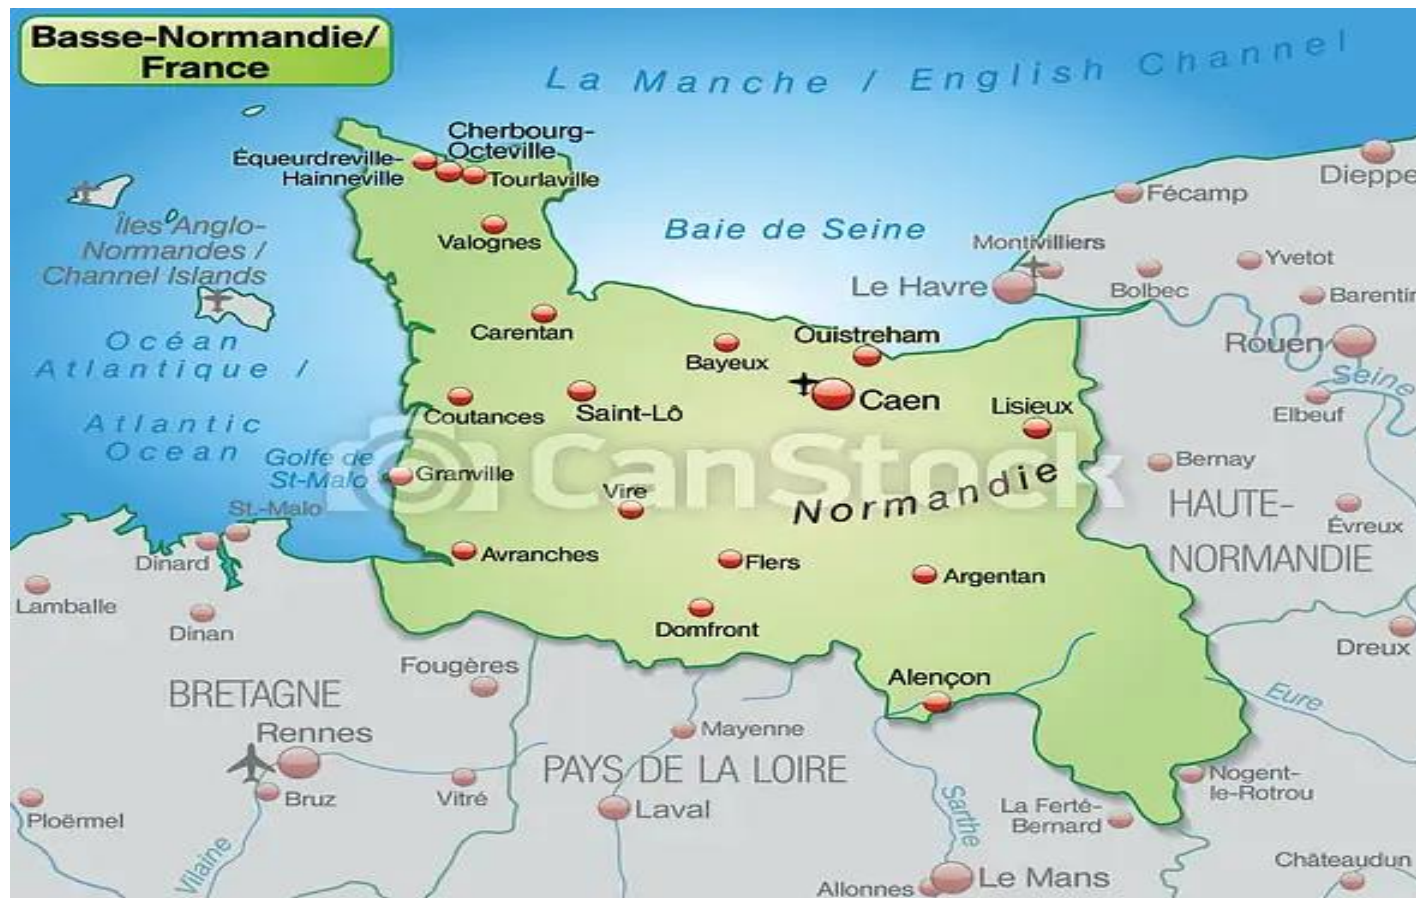 Basse-Normandie/
France
La Manche / English Channel
Cherbourg-
Octeville
Équeurdreville-
Hainneville
Tourlaville
Dieppe
Fécamp
Îles Anglo-
Normandes /
Channel Islands
Valognes
Baie de Seine
Montivilliers
Yvetot
Le Havre
Bolbec
Barentin
Carentan
Ouistreham
Océan
Atlantique /
Atlantic
Ocean
Bayeux
Rouen
Seine
Coutances
Saint-Lô
Caen
Lisieux
Elbeuf
CanStock
Golfe de
St-Malo
Granville
Vire
Normandie
Bernay
HAUTE-
NORMANDIE
Évreux
St.-Malo
Dinard
Avranches
Flers
Argentan
Lamballe
Dinan
Domfront
Dreux
Fougères
Alençon
BRETAGNE
Eure
Rennes
Mayenne
PAYS DE LA LOIRE
Nogent-
le-Rotrou
Bruz
Vitré
Laval
Sarthe
La Ferté-
Bernard
Ploërmel
Vilaine
Châteaudun
Allonnes
Le Mans